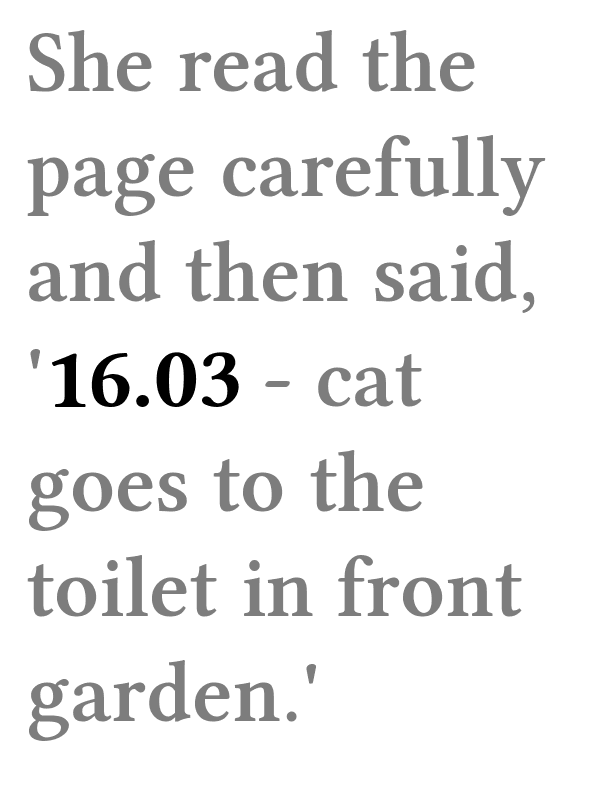 She read the
page carefully
and then said,
'16.03 - cat
goes to the
toilet in front
garden.'